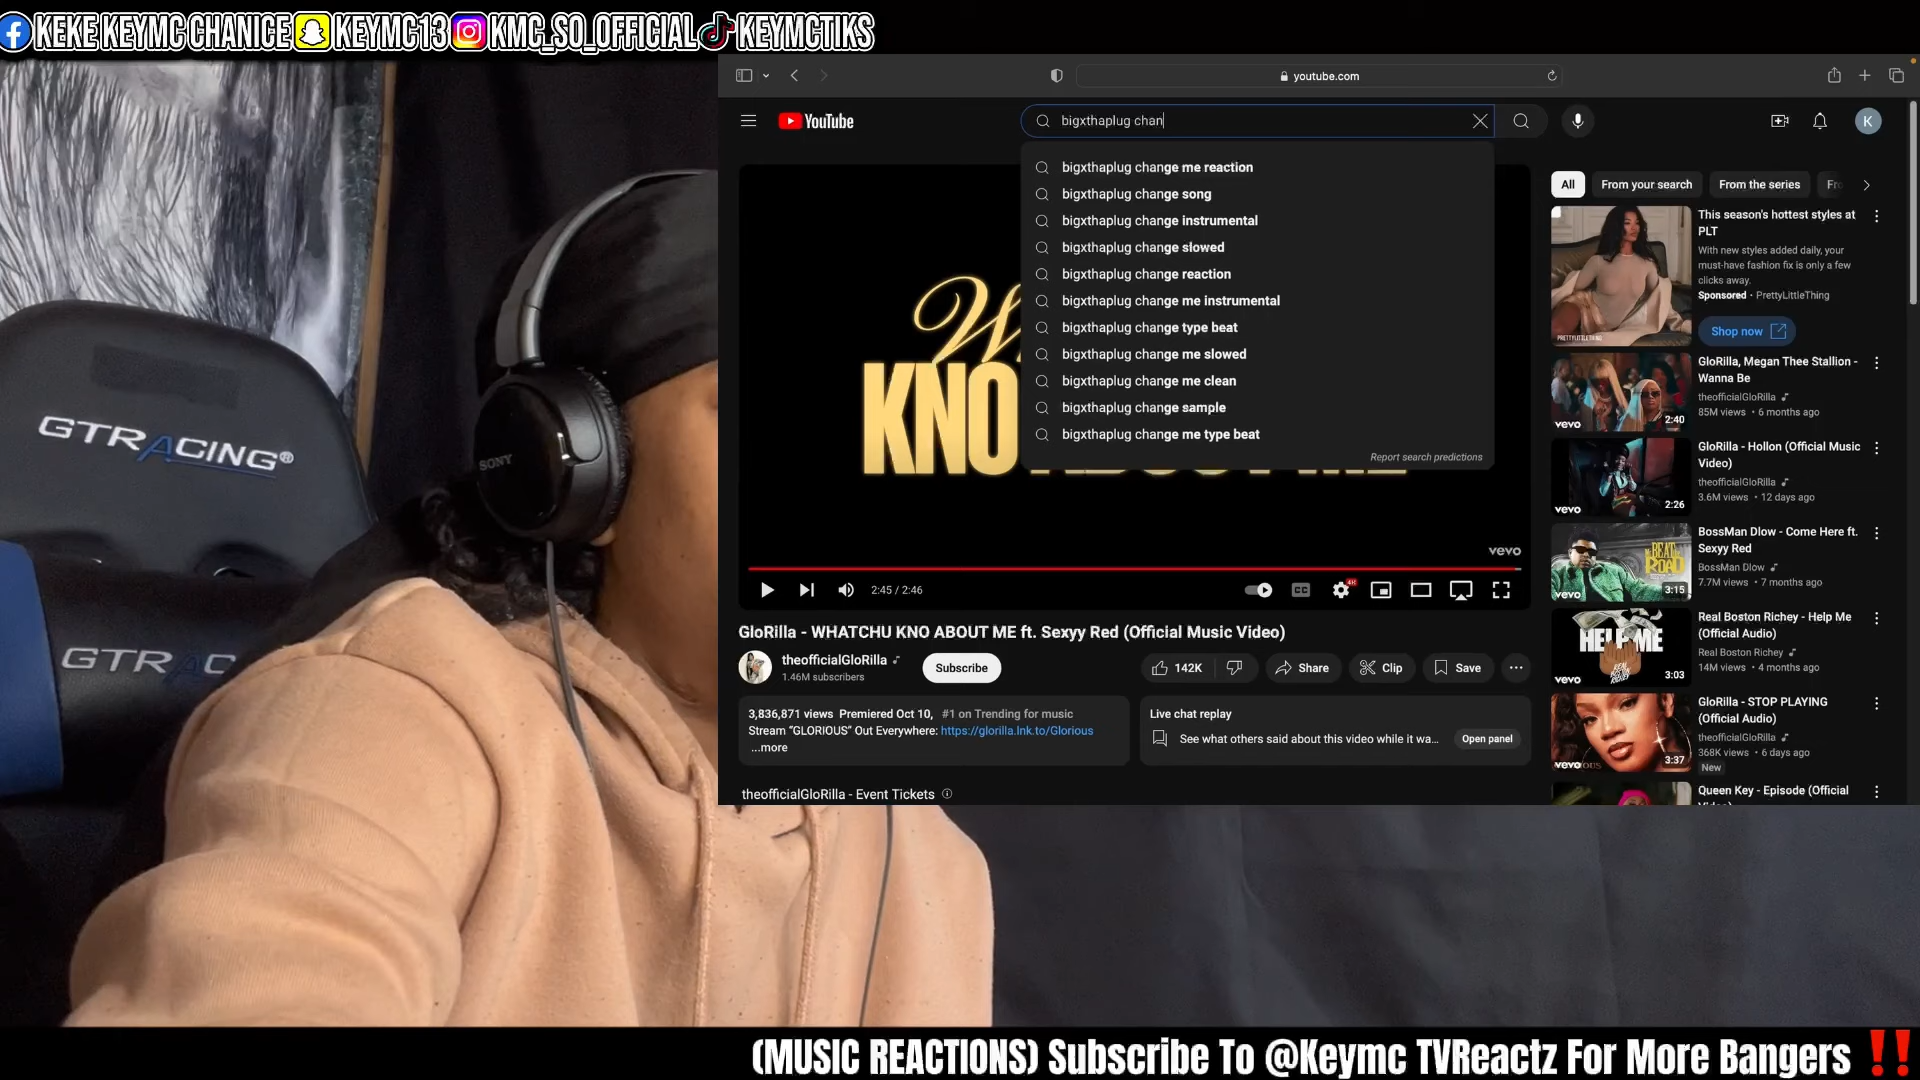 KEKE KEYMC CHANICE KEYMC13 KMC_SO_OFFICIAL KEYMCTIKS
youtube.com
YouTube
bigxthaplug chan
K
bigxthaplug change me reaction
bigxthaplug change song
bigxthaplug change instrumental
bigxthaplug change slowed
bigxthaplug change reaction
bigxthaplug change me instrumental
bigxthaplug change type beat
bigxthaplug change me slowed
bigxthaplug change me clean
bigxthaplug change sample
bigxthaplug change me type beat
Report search predictions
KNO
vevo
2:45 / 2:46
CC
4K
GloRilla - WHATCHU KNO ABOUT ME ft. Sexyy Red (Official Music Video)
theofficialGloRilla
1.46M subscribers
Subscribe
142K
Share
Clip
Save
3,836,871 views Premiered Oct 10, #1 on Trending for music
Stream “GLORIOUS” Out Everywhere: https://glorilla.lnk.to/Glorious
...more
Live chat replay
See what others said about this video while it wa...
Open panel
theofficialGloRilla - Event Tickets
All
From your search
From the series
Fro
This season's hottest styles at
PLT
With new styles added daily, your
must-have fashion fix is only a few
clicks away.
Sponsored · PrettyLittleThing
Shop now
PRETTYLITTLETHING
GloRilla, Megan Thee Stallion -
Wanna Be
theofficialGloRilla
85M views • 6 months ago
vevo
2:40
GloRilla - Hollon (Official Music
Video)
theofficialGloRilla
3.6M views • 12 days ago
vevo
2:26
BossMan Dlow - Come Here ft.
Sexyy Red
BossMan Dlow
7.7M views • 7 months ago
vevo
3:15
Real Boston Richey - Help Me
(Official Audio)
Real Boston Richey
14M views • 4 months ago
HELP ME
vevo
3:03
GloRilla - STOP PLAYING
(Official Audio)
theofficialGloRilla
368K views • 6 days ago
New
vevo
3:37
Queen Key - Episode (Official
GTRACING®
SONY
GTRAC
(MUSIC REACTIONS) Subscribe To @Keymc TVReactz For More Bangers ‼️